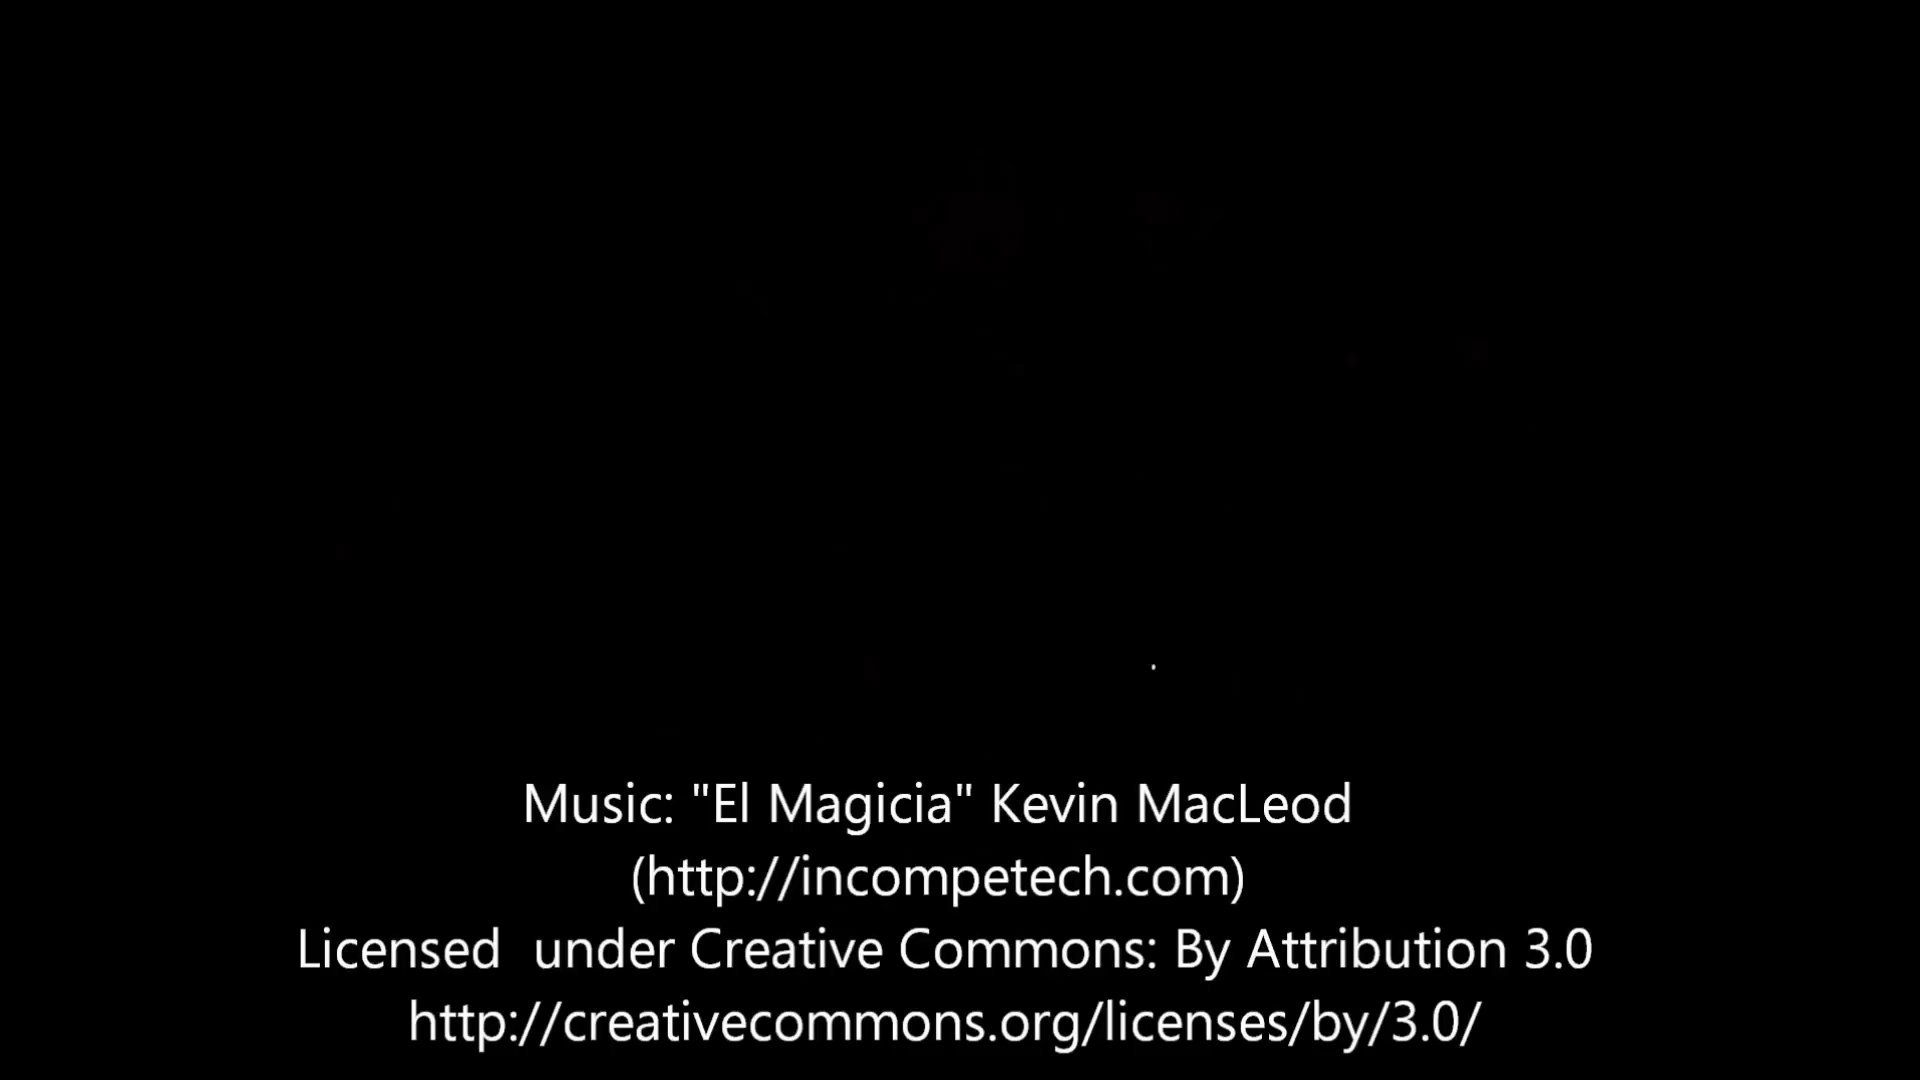 Music: "El Magicia" Kevin MacLeod
(http://incompetech.com)
Licensed  under Creative Commons: By Attribution 3.0
http://creativecommons.org/licenses/by/3.0/